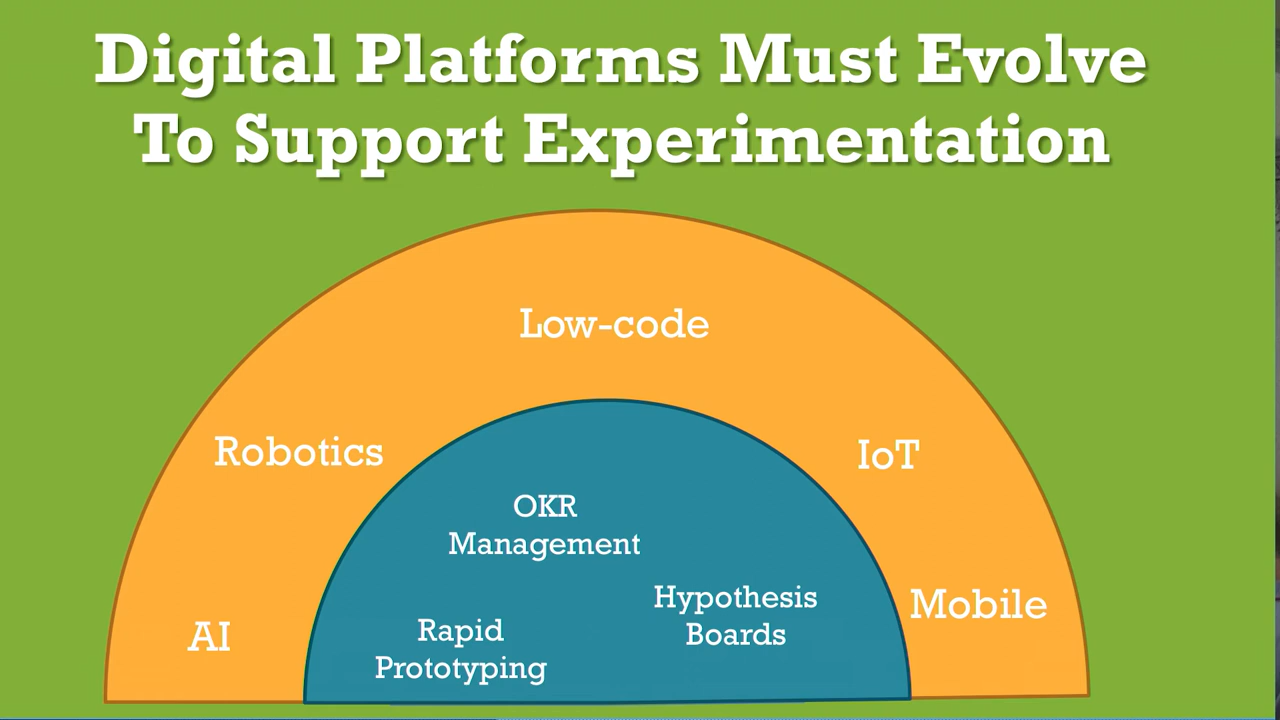 Digital Platforms Must Evolve
To Support Experimentation
Low-code
Robotics
IoT
OKR
Management
Hypothesis
Boards
Mobile
AI
Rapid
Prototyping